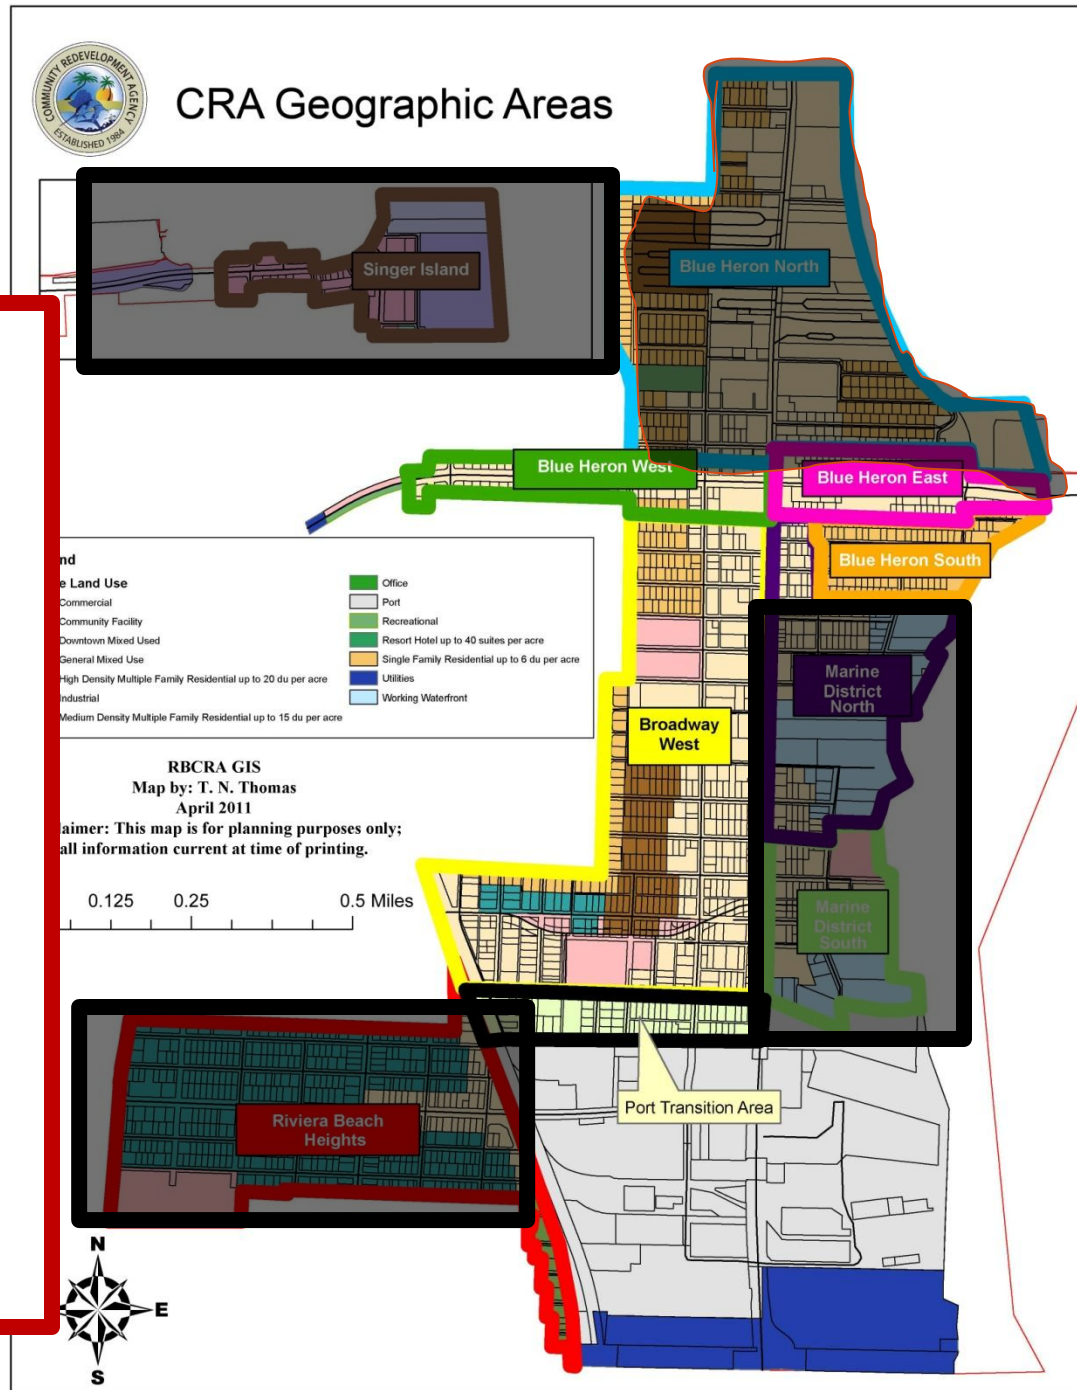 COMMUNITY REDEVELOPMENT AGENCY
ESTABLISHED 1984
CRA Geographic Areas
Singer Island
Blue Heron North
Blue Heron West
Blue Heron East
Blue Heron South
nd
e Land Use
Commercial
Community Facility
Downtown Mixed Used
General Mixed Use
High Density Multiple Family Residential up to 20 du per acre
Industrial
Medium Density Multiple Family Residential up to 15 du per acre
Office
Port
Recreational
Resort Hotel up to 40 suites per acre
Single Family Residential up to 6 du per acre
Utilities
Working Waterfront
Marine
District
North
Broadway
West
RBCRA GIS
Map by: T. N. Thomas
April 2011
laimer: This map is for planning purposes only;
all information current at time of printing.
0.125 0.25 0.5 Miles
Marine
District
South
Port Transition Area
Riviera Beach
Heights
N
E
S